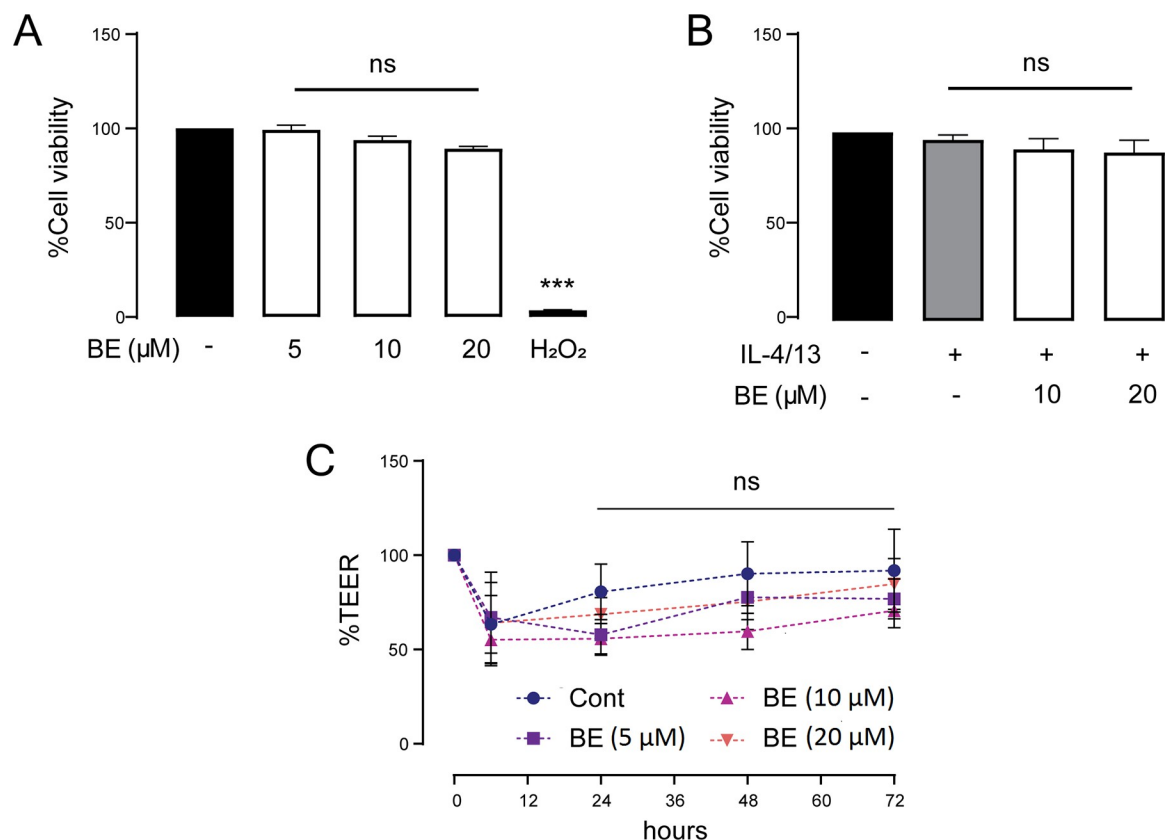 A
150
100
50
0
%Cell viability
ns
***
BE (µM) - 5 10 20 H₂O₂
B
150
100
50
0
%Cell viability
ns
IL-4/13 - + + +
BE (µM) - - 10 20
C
150
100
50
0
%TEER
ns
Cont BE (10 µM)
BE (5 µM) BE (20 µM)
0 12 24 36 48 60 72
hours